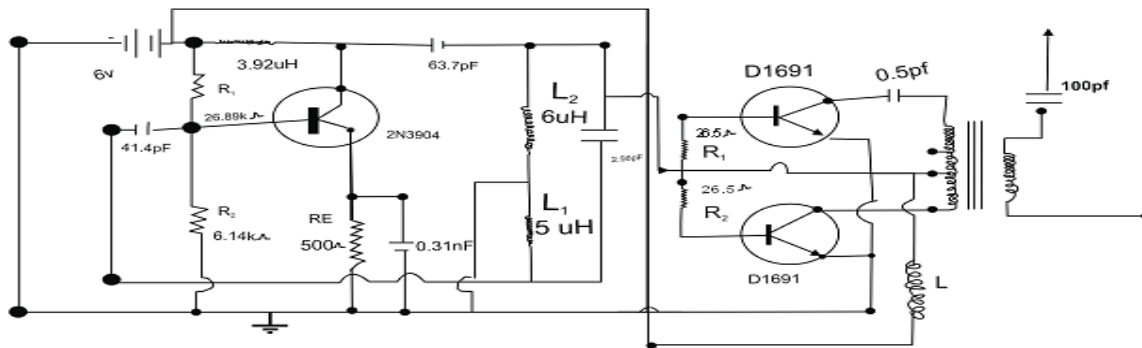 6v
3.92uH
63.7pF
R₁
26.89k
2N3904
41.4pF
R₂
6.14k
RE
500
0.31nF
L₂
6uH
L₁
5 uH
D1691
0.5pf
100pf
26.5
R₁
26.5
R₂
D1691
L